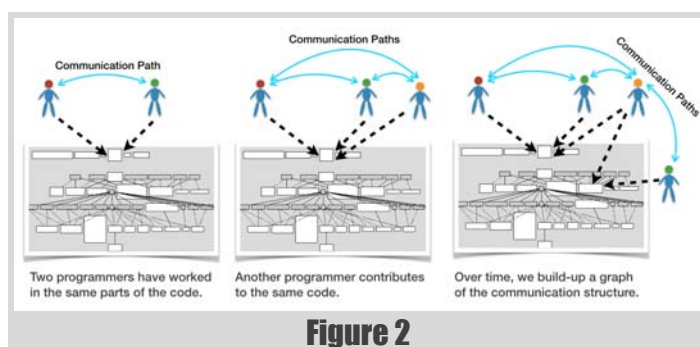 Communication Path
Two programmers have worked
in the same parts of the code.
Communication Paths
Another programmer contributes
to the same code.
Communication Paths
Over time, we build-up a graph
of the communication structure.
Figure 2